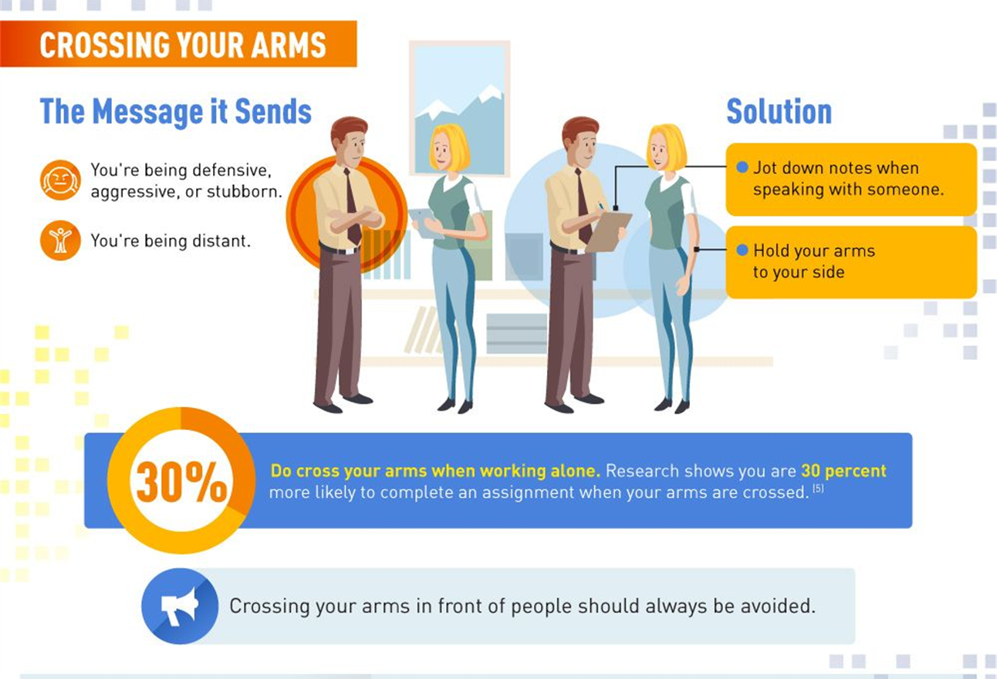 CROSSING YOUR ARMS
The Message it Sends
You're being defensive,
aggressive, or stubborn.
You're being distant.
Solution
Jot down notes when
speaking with someone.
Hold your arms
to your side
30%
Do cross your arms when working alone. Research shows you are 30 percent
more likely to complete an assignment when your arms are crossed. [5]
Crossing your arms in front of people should always be avoided.